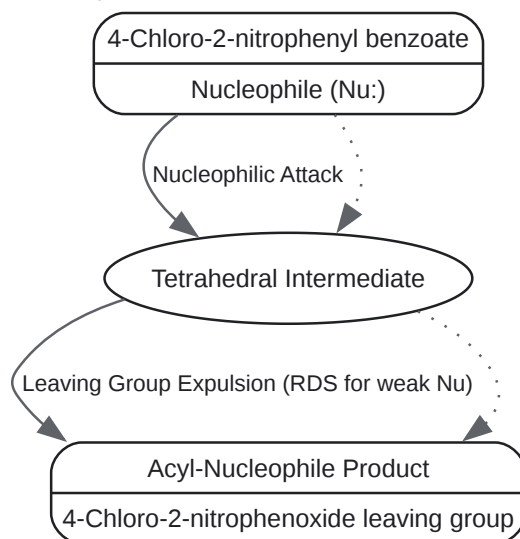 4-Chloro-2-nitrophenyl benzoate
Nucleophile (Nu:)
Nucleophilic Attack
Tetrahedral Intermediate
Leaving Group Expulsion (RDS for weak Nu)
Acyl-Nucleophile Product
4-Chloro-2-nitrophenoxide leaving group